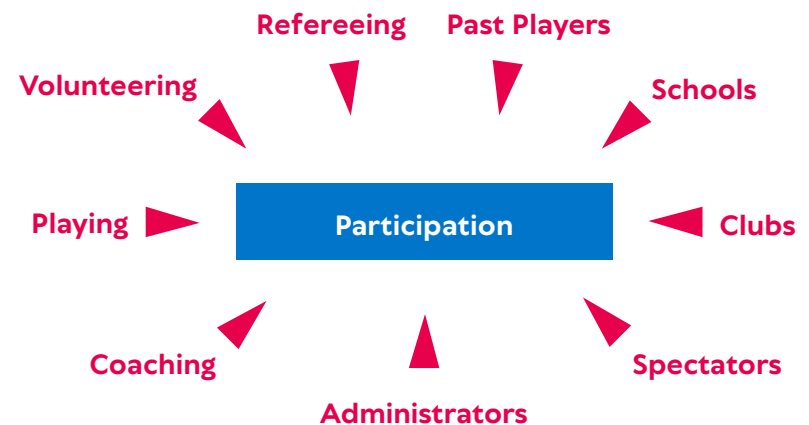 Refereeing
Past Players
Volunteering
Schools
Playing
Participation
Clubs
Coaching
Spectators
Administrators